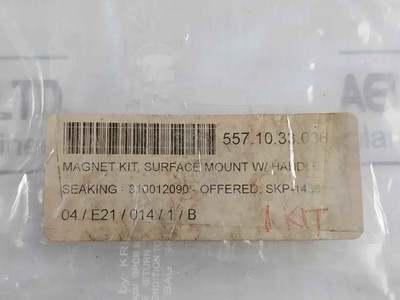 557.10.33.036
MAGNET KIT, SURFACE MOUNT W/ HANDLE
SEAKING - 310012090 - OFFERED: SKP-14361
04 / E21 / 014 / 1 / B
1 KIT